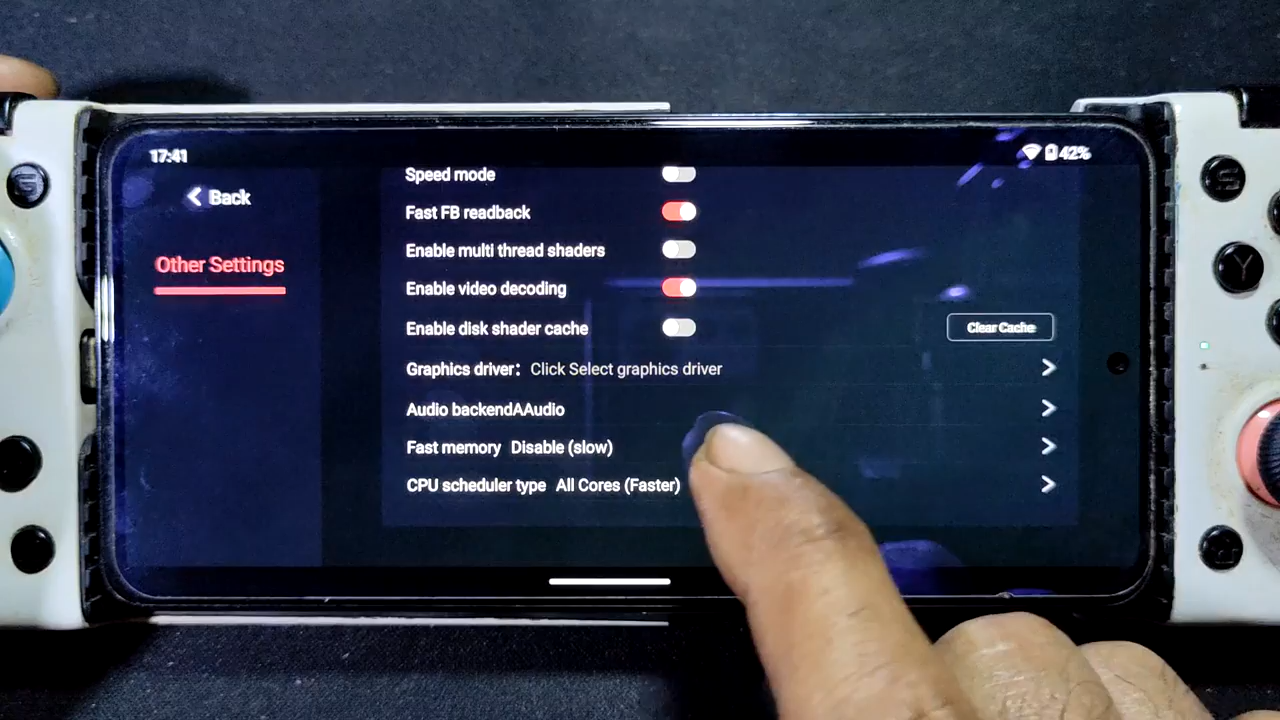 17:41
42%
Back
Other Settings
Speed mode
Fast FB readback
Enable multi thread shaders
Enable video decoding
Enable disk shader cache
Clear Cache
Graphics driver: Click Select graphics driver
Audio backendAAudio
Fast memory Disable (slow)
CPU scheduler type All Cores (Faster)
Y